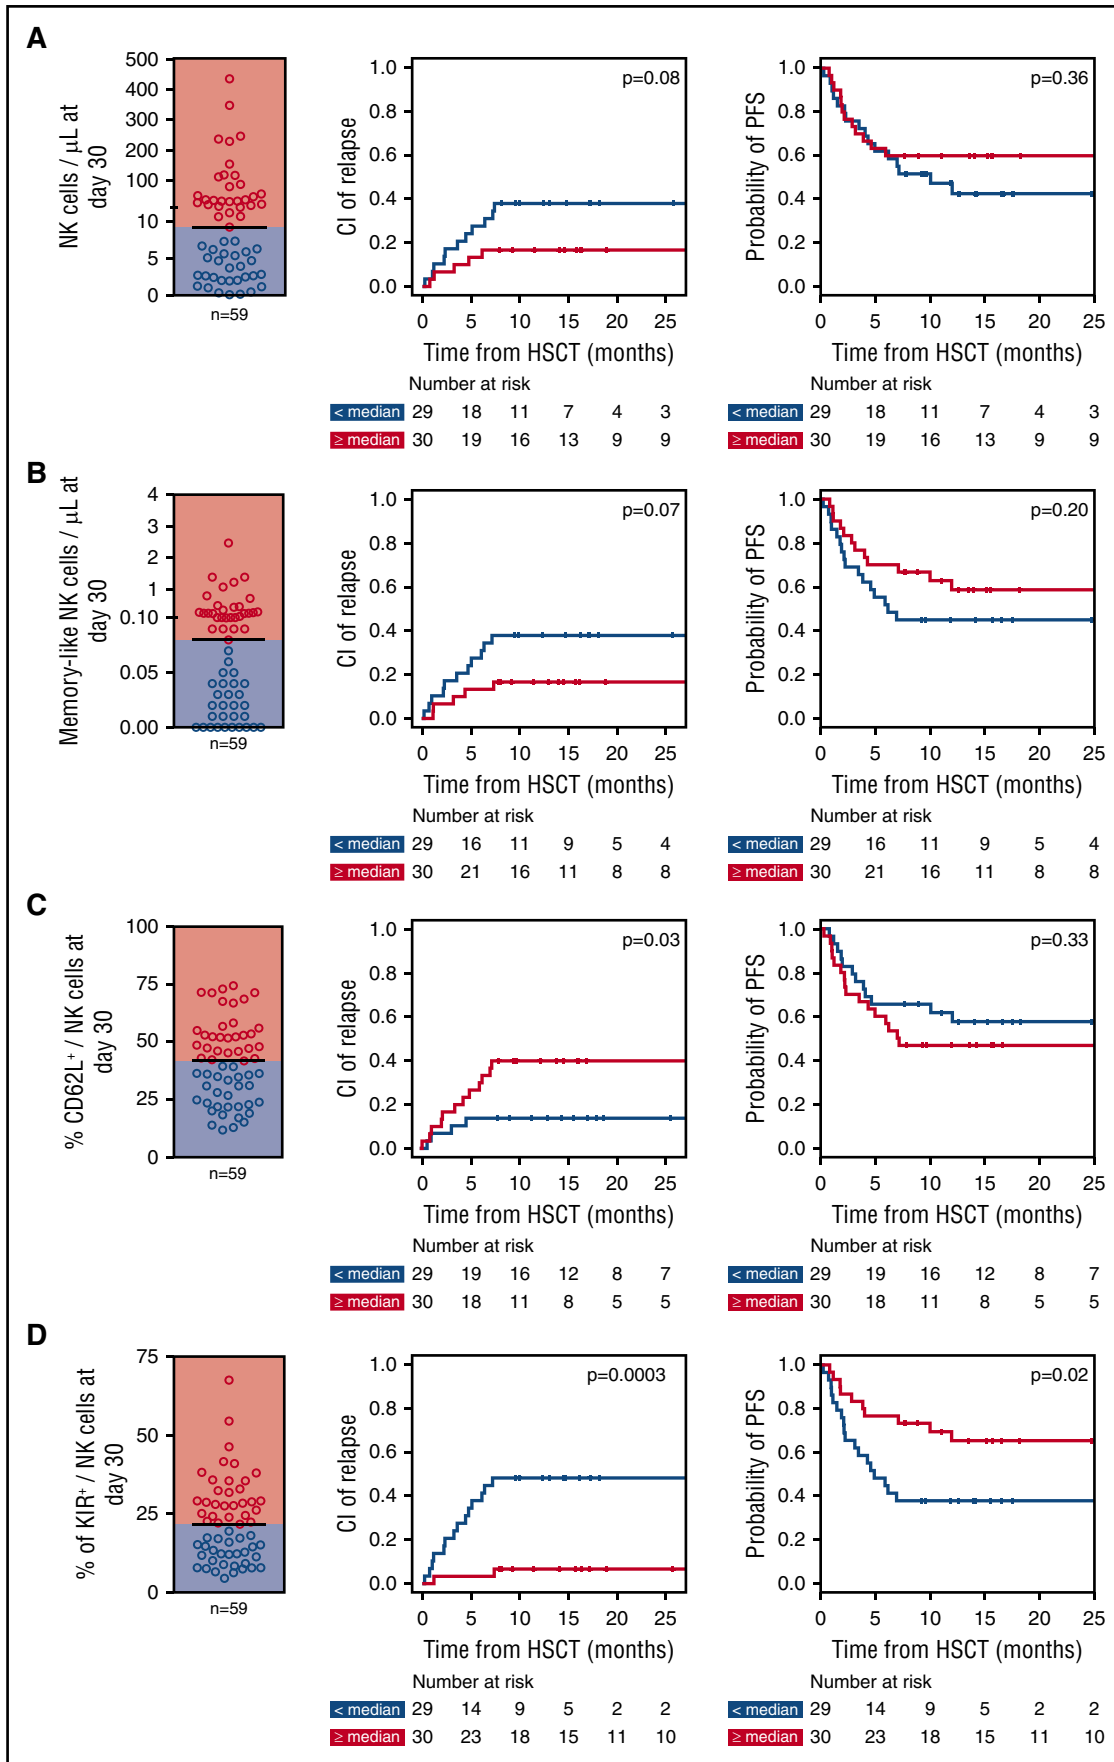 A
NK cells / μL at
day 30
500
400
300
200
100
10
5
0
n=59
CI of relapse
1.0
0.8
0.6
0.4
0.2
0.0
p=0.08
0 5 10 15 20 25
Time from HSCT (months)
Probability of PFS
1.0
0.8
0.6
0.4
0.2
0.0
p=0.36
0 5 10 15 20 25
Time from HSCT (months)
Number at risk
< median 29 18 11 7 4 3
≥ median 30 19 16 13 9 9
Number at risk
< median 29 18 11 7 4 3
≥ median 30 19 16 13 9 9
B
Memory-like NK cells / μL at
day 30
4
3
2
1
0.10
0.05
0.00
n=59
CI of relapse
1.0
0.8
0.6
0.4
0.2
0.0
p=0.07
0 5 10 15 20 25
Time from HSCT (months)
Probability of PFS
1.0
0.8
0.6
0.4
0.2
0.0
p=0.20
0 5 10 15 20 25
Time from HSCT (months)
Number at risk
< median 29 16 11 9 5 4
≥ median 30 21 16 11 8 8
Number at risk
< median 29 16 11 9 5 4
≥ median 30 21 16 11 8 8
C
% CD62L+ / NK cells at
day 30
100
75
50
25
0
n=59
CI of relapse
1.0
0.8
0.6
0.4
0.2
0.0
p=0.03
0 5 10 15 20 25
Time from HSCT (months)
Probability of PFS
1.0
0.8
0.6
0.4
0.2
0.0
p=0.33
0 5 10 15 20 25
Time from HSCT (months)
Number at risk
< median 29 19 16 12 8 7
≥ median 30 18 11 8 5 5
Number at risk
< median 29 19 16 12 8 7
≥ median 30 18 11 8 5 5
D
% of KIR+ / NK cells at
day 30
75
50
25
0
n=59
CI of relapse
1.0
0.8
0.6
0.4
0.2
0.0
p=0.0003
0 5 10 15 20 25
Time from HSCT (months)
Probability of PFS
1.0
0.8
0.6
0.4
0.2
0.0
p=0.02
0 5 10 15 20 25
Time from HSCT (months)
Number at risk
< median 29 14 9 5 2 2
≥ median 30 23 18 15 11 10
Number at risk
< median 29 14 9 5 2 2
≥ median 30 23 18 15 11 10